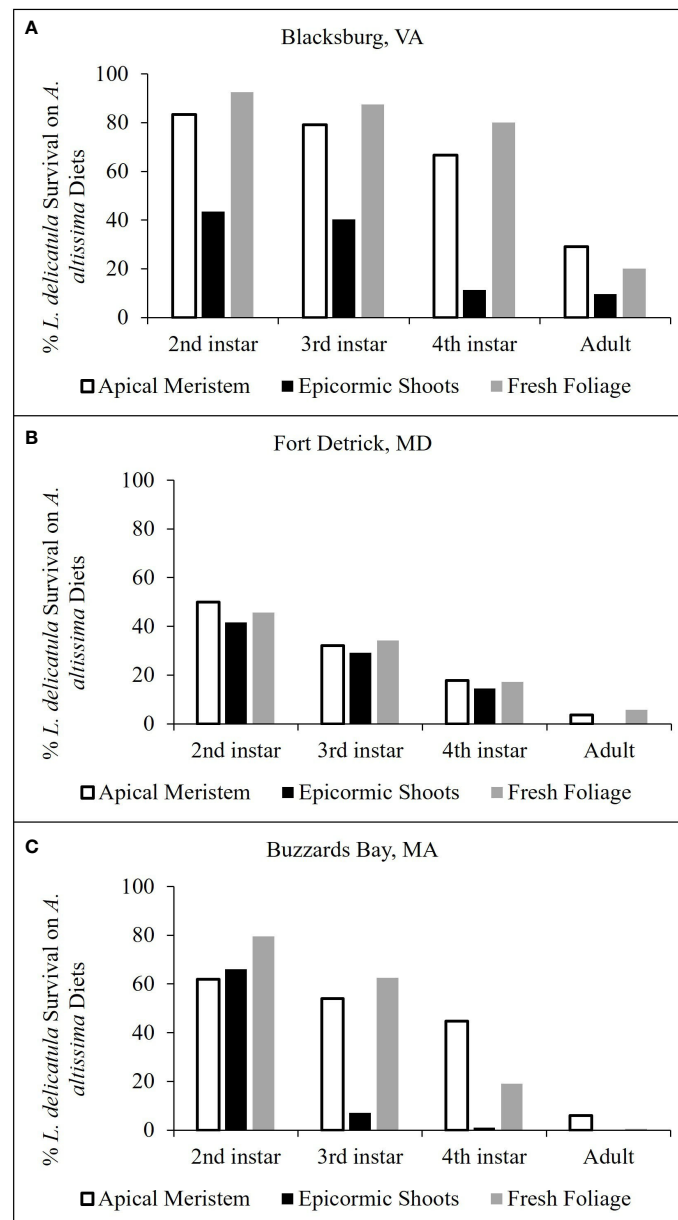 A
Blacksburg, VA
% L. delicatula Survival on A.
altissima Diets
100
80
60
40
20
0
2nd instar 3rd instar 4th instar Adult
Apical Meristem Epicormic Shoots Fresh Foliage
B
Fort Detrick, MD
% L. delicatula Survival on A.
altissima Diets
100
80
60
40
20
0
2nd instar 3rd instar 4th instar Adult
Apical Meristem Epicormic Shoots Fresh Foliage
C
Buzzards Bay, MA
% L. delicatula Survival on A.
altissima Diets
100
80
60
40
20
0
2nd instar 3rd instar 4th instar Adult
Apical Meristem Epicormic Shoots Fresh Foliage